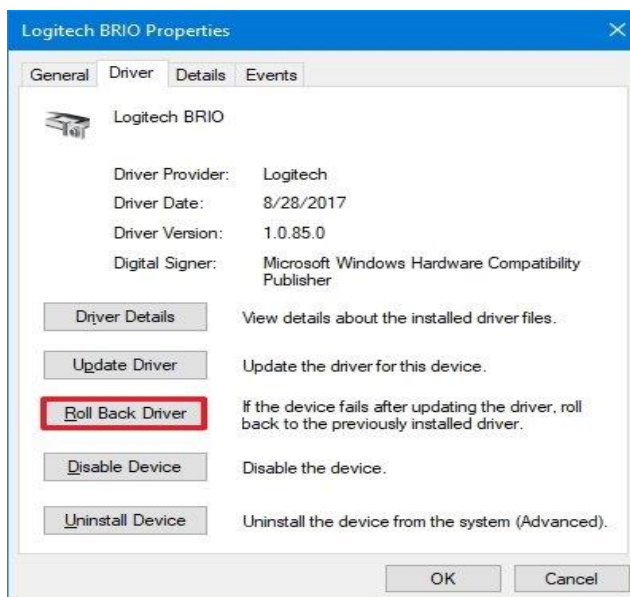 Logitech BRIO Properties
General Driver Details Events
Logitech BRIO
Driver Provider: Logitech
Driver Date: 8/28/2017
Driver Version: 1.0.85.0
Digital Signer: Microsoft Windows Hardware Compatibility
Publisher
Driver Details View details about the installed driver files.
Update Driver Update the driver for this device.
Roll Back Driver If the device fails after updating the driver, roll
back to the previously installed driver.
Disable Device Disable the device.
Uninstall Device Uninstall the device from the system (Advanced).
OK Cancel